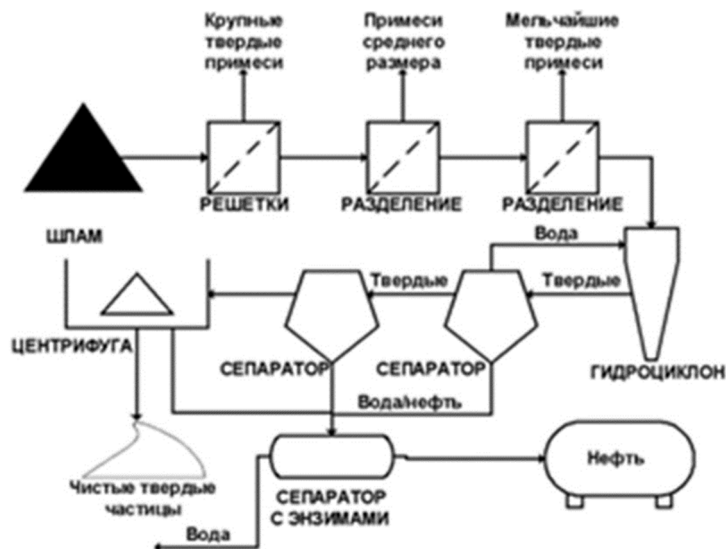 Крупные
твердые
примеси
Примеси
среднего
размера
Мельчайшие
твердые
примеси
РЕШЕТКИ
РАЗДЕЛЕНИЕ
РАЗДЕЛЕНИЕ
ШЛАМ
Вода
Твердые
Твердые
ЦЕНТРИФУГА
СЕПАРАТОР
СЕПАРАТОР
ГИДРОЦИКЛОН
Вода/нефть
Чистые твердые
частицы
СЕПАРАТОР
С ЭНЗИМАМИ
Нефть
Вода